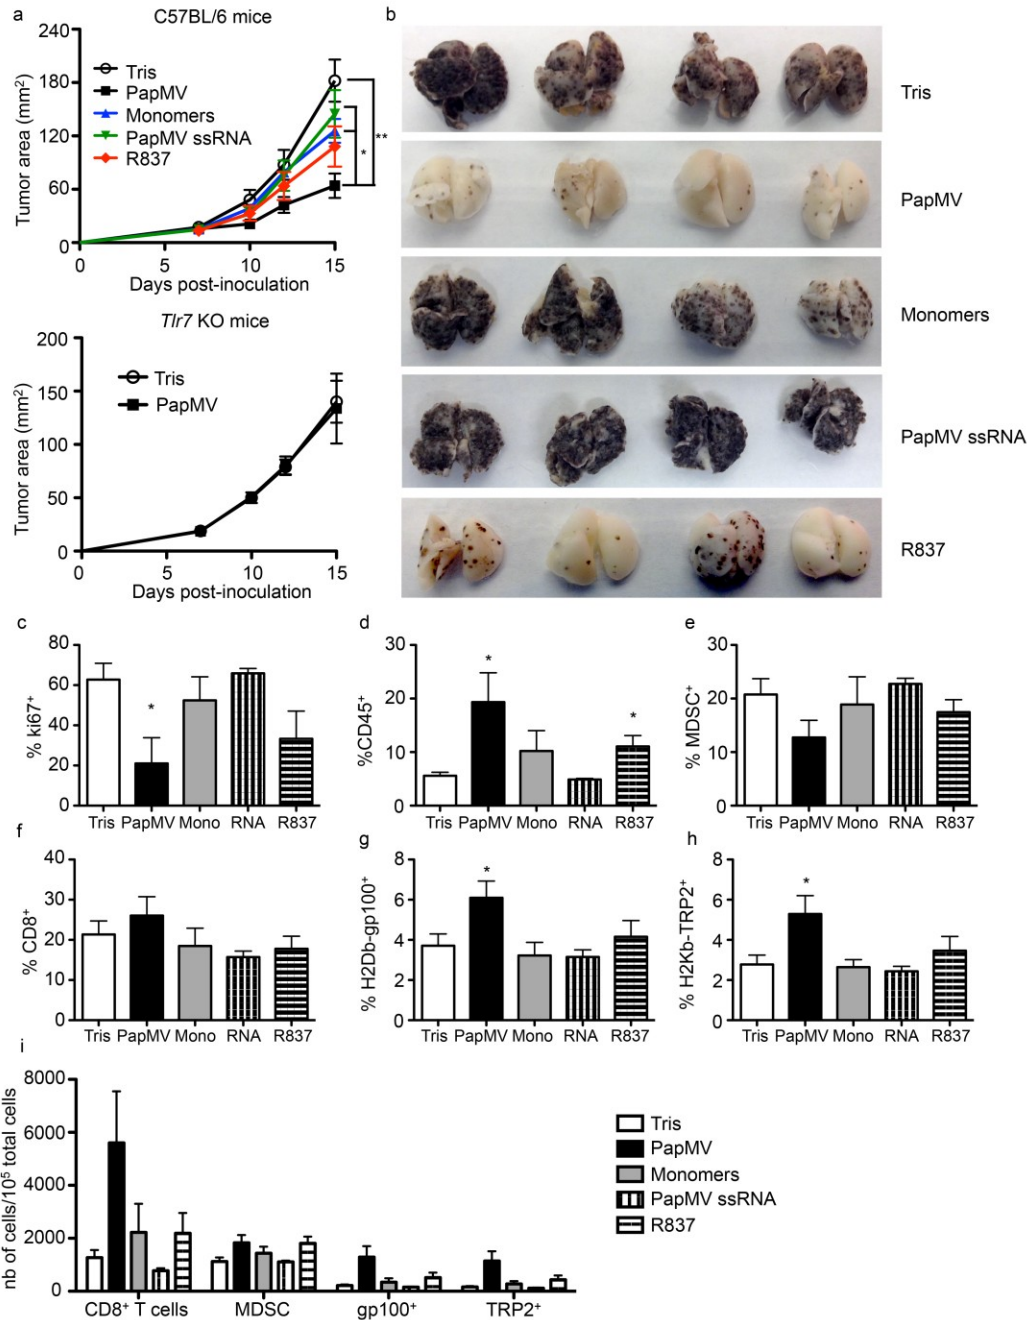 a
C57BL/6 mice
240
180
120
60
0
Tumor area (mm²)
Tris
PapMV
Monomers
PapMV ssRNA
R837
*
**
0 5 10 15
Days post-inoculation
Tlr7 KO mice
200
150
100
50
0
Tumor area (mm²)
Tris
PapMV
0 5 10 15
Days post-inoculation
b
Tris
PapMV
Monomers
PapMV ssRNA
R837
c
80
60
40
20
0
% ki67⁺
*
Tris PapMV Mono RNA R837
d
30
20
10
0
%CD45⁺
*
*
Tris PapMV Mono RNA R837
e
30
20
10
0
% MDSC⁺
Tris PapMV Mono RNA R837
f
40
30
20
10
0
% CD8⁺
Tris PapMV Mono RNA R837
g
8
6
4
2
0
% H2Db-gp100⁺
*
Tris PapMV Mono RNA R837
h
8
6
4
2
0
% H2Kb-TRP2⁺
*
Tris PapMV Mono RNA R837
i
8000
6000
4000
2000
0
nb of cells/10⁵ total cells
CD8⁺ T cells MDSC gp100⁺ TRP2⁺
Tris
PapMV
Monomers
PapMV ssRNA
R837